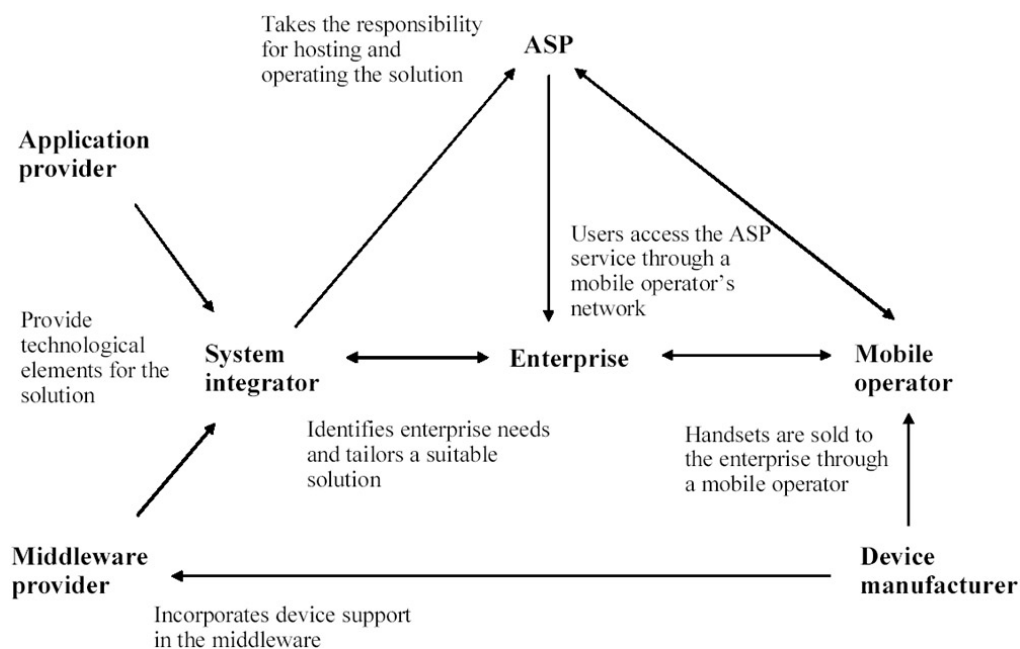 Takes the responsibility
for hosting and
operating the solution
ASP
Application
provider
Users access the ASP
service through a
mobile operator's
network
Provide
technological
elements for the
solution
System
integrator
Enterprise
Mobile
operator
Identifies enterprise needs
and tailors a suitable
solution
Handsets are sold to
the enterprise through
a mobile operator
Middleware
provider
Device
manufacturer
Incorporates device support
in the middleware